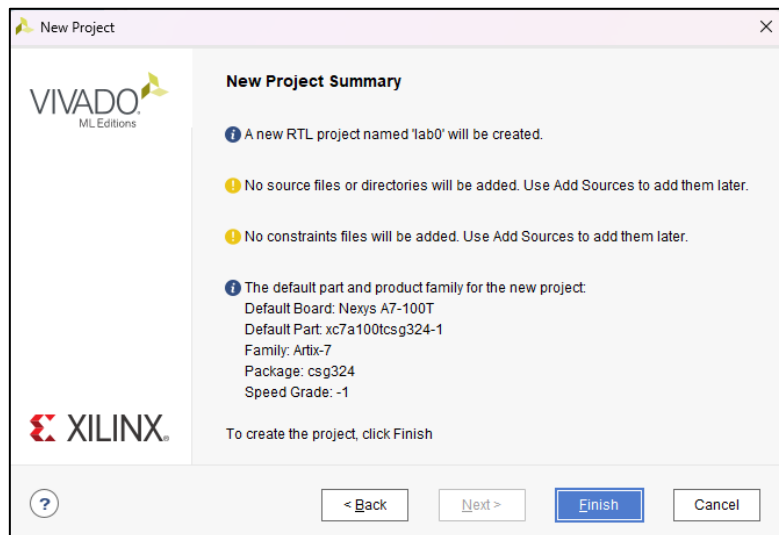 New Project
VIVADO
ML Editions
New Project Summary
A new RTL project named 'lab0' will be created.
No source files or directories will be added. Use Add Sources to add them later.
No constraints files will be added. Use Add Sources to add them later.
The default part and product family for the new project:
Default Board: Nexys A7-100T
Default Part: xc7a100tcsg324-1
Family: Artix-7
Package: csg324
Speed Grade: -1
XILINX
To create the project, click Finish
?
< Back
Next >
Finish
Cancel